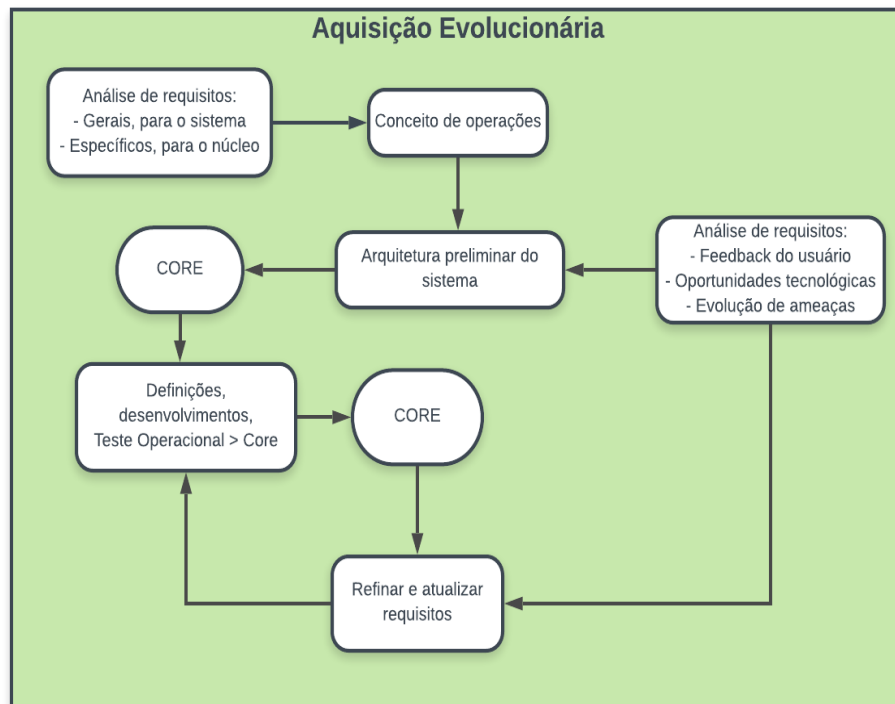 Aquisição Evolucionária
Análise de requisitos:
- Gerais, para o sistema
- Específicos, para o núcleo
Conceito de operações
Arquitetura preliminar do
sistema
Análise de requisitos:
- Feedback do usuário
- Oportunidades tecnológicas
- Evolução de ameaças
CORE
Definições,
desenvolvimentos,
Teste Operacional > Core
CORE
Refinar e atualizar
requisitos